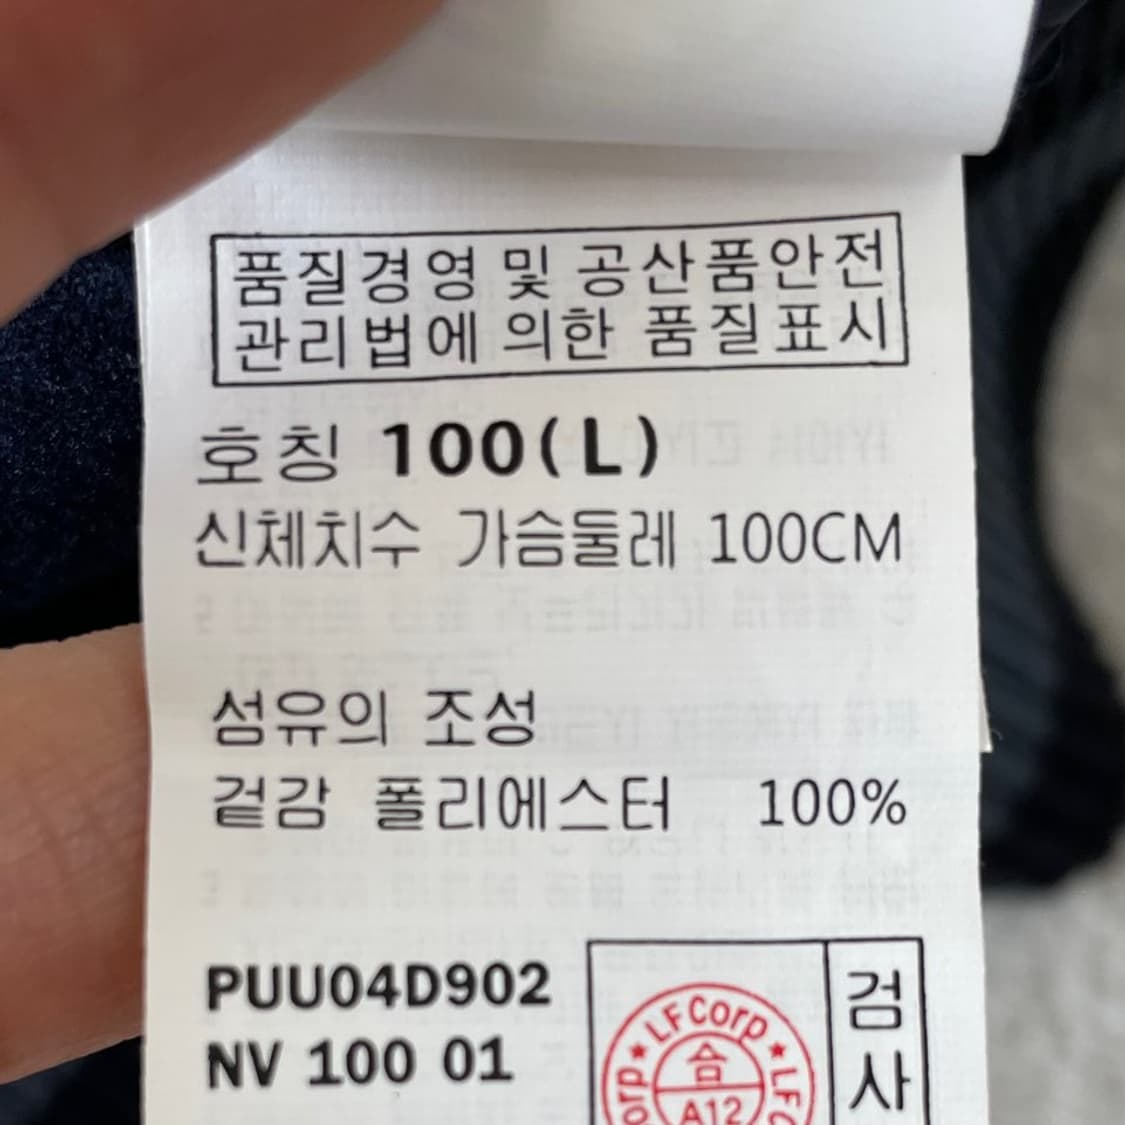 품질경영 및 공산품안전
관리법에 의한 품질표시
호칭 100(L)
신체치수 가슴둘레 100CM
섬유의 조성
겉감 폴리에스터 100%
PUU04D902
NV 100 01
검
사
LF Corp
A12